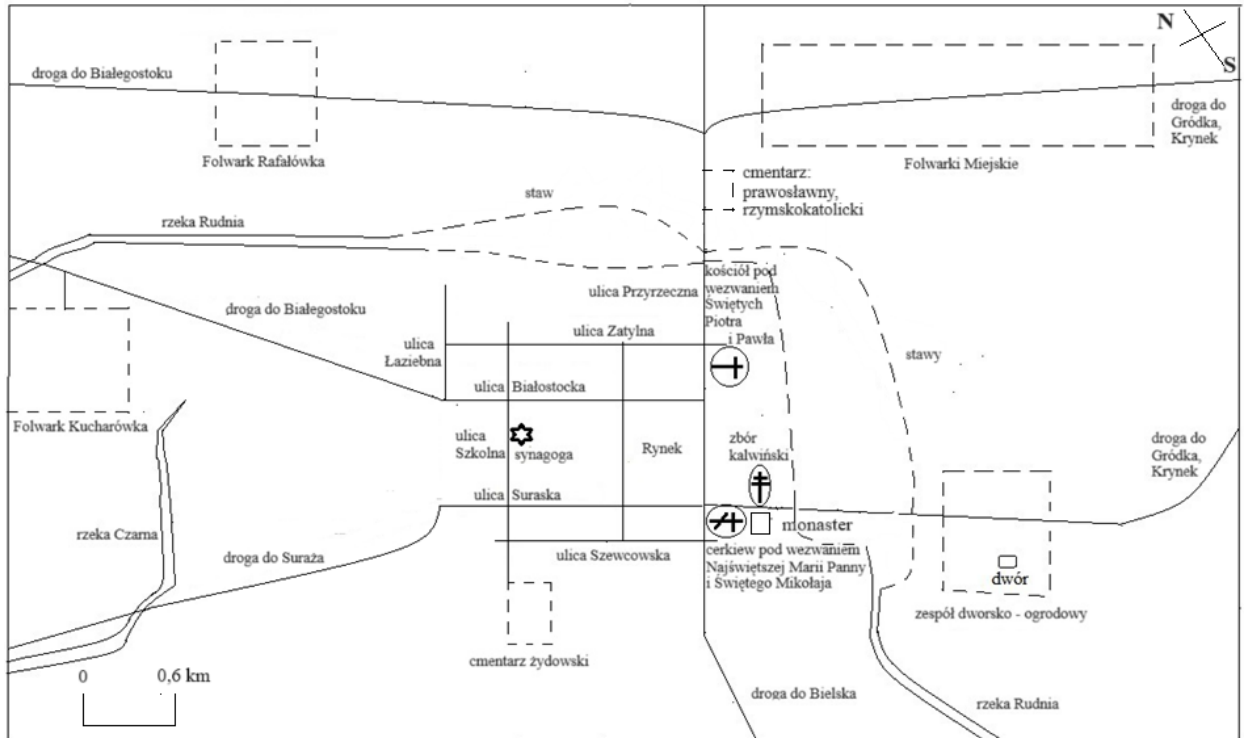 N
S
droga do Białegostoku
droga do
Gródka,
Krynek
Folwark Rafałówka
Folwarki Miejskie
cmentarz:
prawosławny,
rzymskokatolicki
staw
rzeka Rudnia
kościół pod
wezwaniem
Świętych
Piotra
i Pawła
ulica Przyrzeczna
droga do Białegostoku
ulica Zatylna
ulica
Łaziebna
stawy
ulica Białostocka
Folwark Kucharówka
ulica
Szkolna
synagoga
Rynek
zbór
kalwiński
droga do
Gródka,
Krynek
ulica Suraska
rzeka Czarna
monaster
droga do Suraża
ulica Szewcowska
cerkiew pod wezwaniem
Najświętszej Marii Panny
i Świętego Mikołaja
dwór
zespół dworsko - ogrodowy
cmentarz żydowski
0 0,6 km
droga do Bielska
rzeka Rudnia